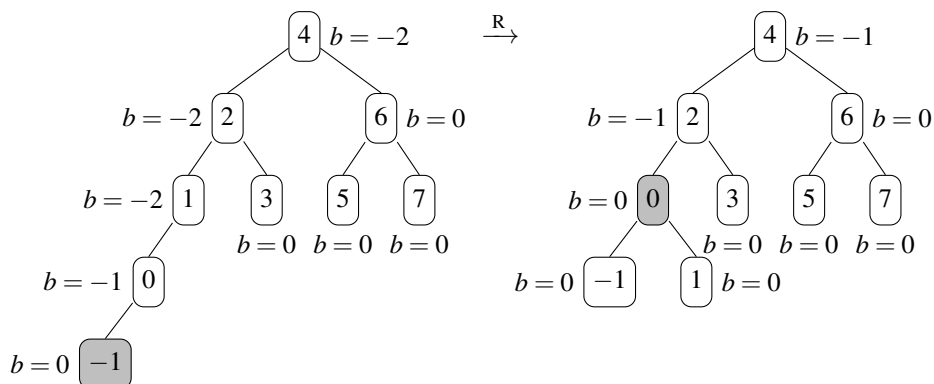 4 b = −2 R ⟶ 4 b = −1
b = −2 2 6 b = 0 b = −1 2 6 b = 0
b = −2 1 3 5 7 b = 0 0 3 5 7
b = 0 b = 0 b = 0 b = 0 b = 0 b = 0
b = −1 0 b = 0 −1 1 b = 0
b = 0 −1